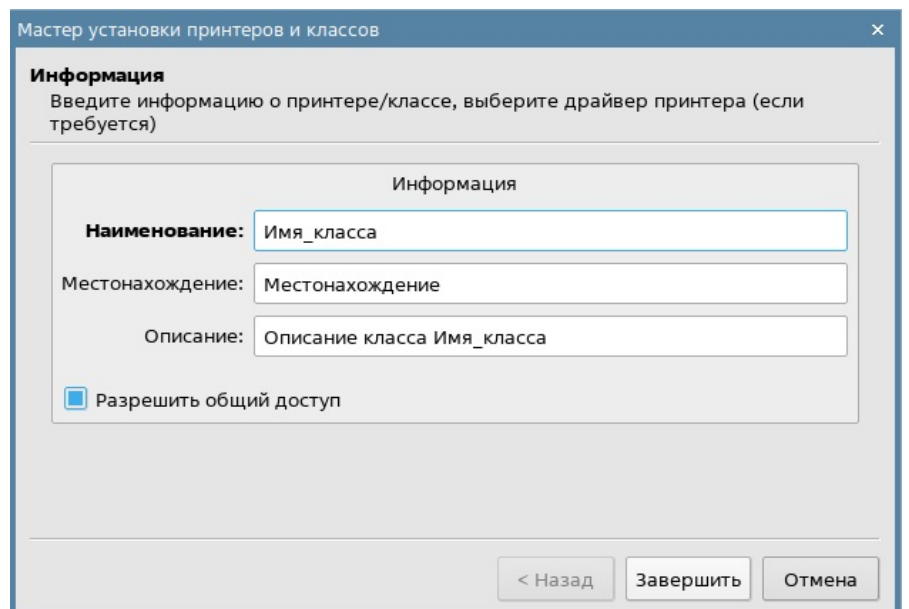 Мастер установки принтеров и классов
Информация
Введите информацию о принтере/классе, выберите драйвер принтера (если
требуется)
Информация
Наименование: Имя_класса
Местонахождение: Местонахождение
Описание: Описание класса Имя_класса
Разрешить общий доступ
< Назад Завершить Отмена